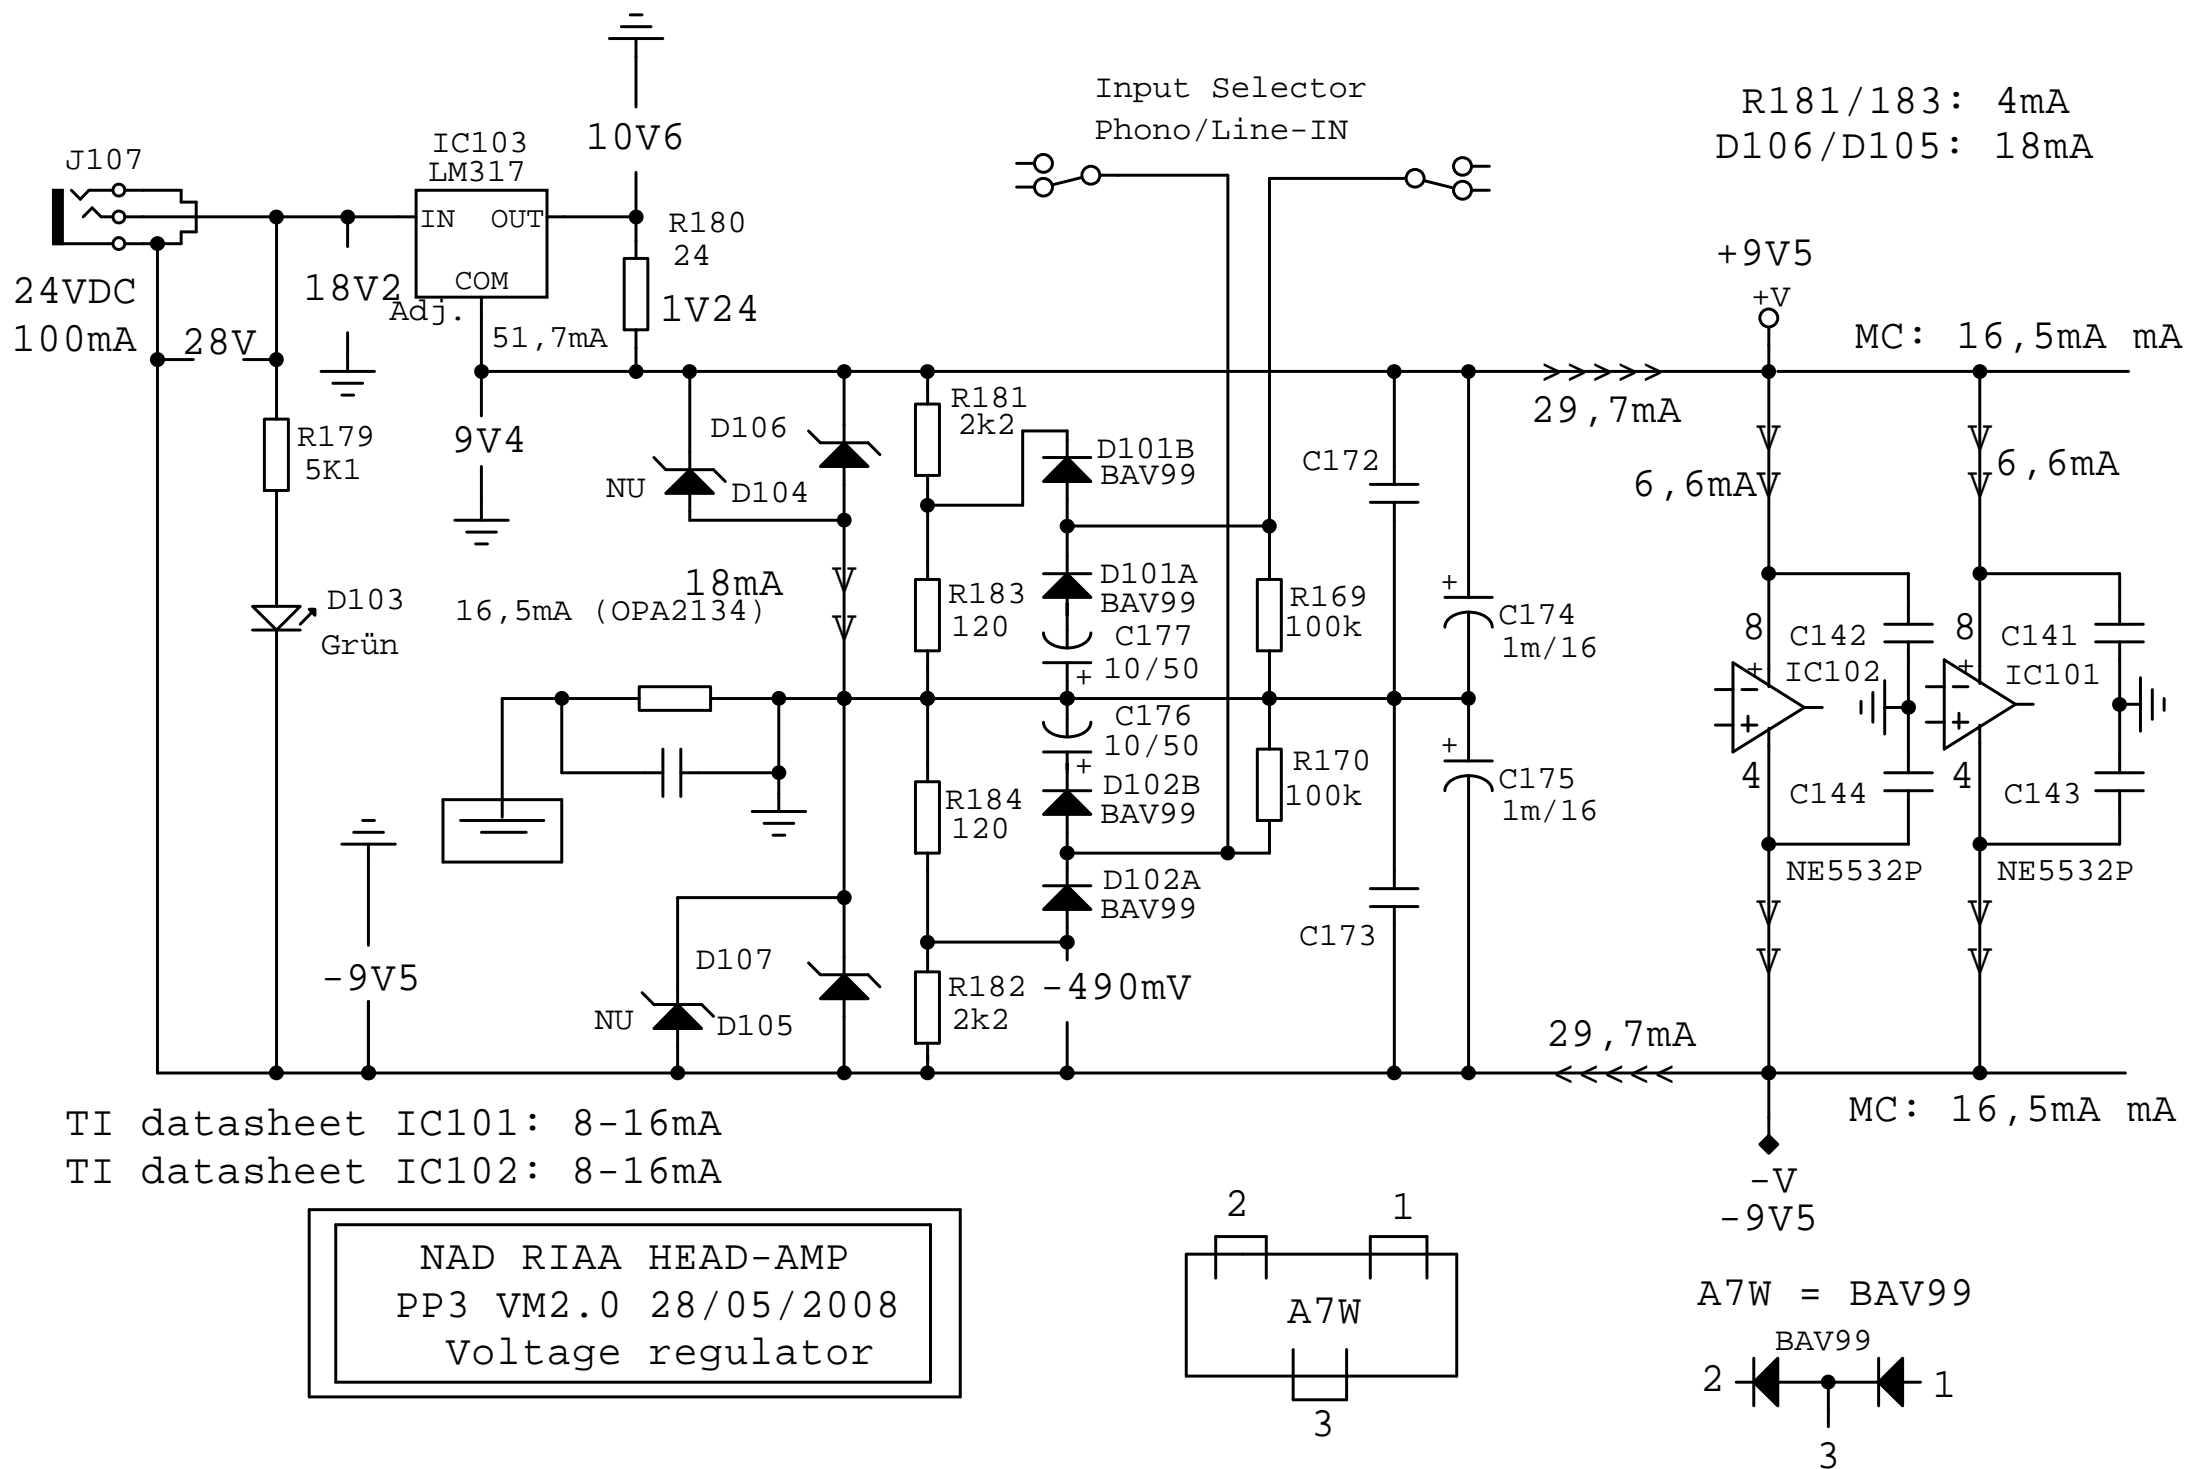 Input Selector
Phono/Line-IN
R181/183: 4mA
D106/D105: 18mA
J107
24VDC
100mA
28V
18V2
IC103
LM317
IN
OUT
COM
Adj.
51,7mA
10V6
R180
24
1V24
9V4
R179
5K1
D103
Grün
D106
NU
D104
18mA
V
V
16,5mA (OPA2134)
R181
2k2
D101B
BAV99
R183
120
D101A
BAV99
C177
10/50
+
R169
100k
C172
+
C174
1m/16
C176
10/50
+
R184
120
D102B
BAV99
R170
100k
+
C175
1m/16
D102A
BAV99
C173
D107
NU
D105
R182
2k2
-490mV
-9V5
+9V5
+V
MC: 16,5mA mA
>>>>>
29,7mA
V
V
6,6mA
V
V
6,6mA
8
C142
IC102
+
-
+
4
C144
NE5532P
8
C141
IC101
+
-
+
4
C143
NE5532P
V
V
V
V
29,7mA
<<<<<
MC: 16,5mA mA
-V
-9V5
TI datasheet IC101: 8-16mA
TI datasheet IC102: 8-16mA
NAD RIAA HEAD-AMP
PP3 VM2.0 28/05/2008
Voltage regulator
2
1
A7W
3
A7W = BAV99
BAV99
2
1
3